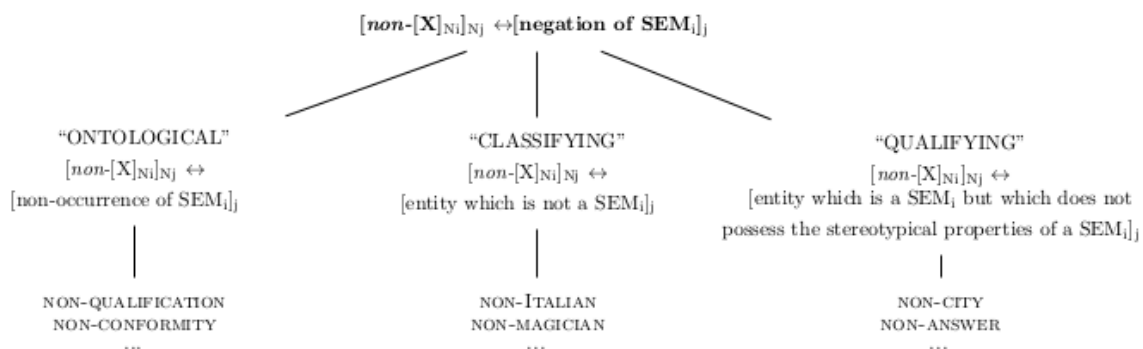 [non-[X]Ni]Nj ↔[negation of SEMi]j
“ONTOLOGICAL”
[non-[X]Ni]Nj ↔
[non-occurrence of SEMi]j
NON-QUALIFICATION
NON-CONFORMITY
...
“CLASSIFYING”
[non-[X]Ni]Nj ↔
[entity which is not a SEMi]j
NON-ITALIAN
NON-MAGICIAN
...
“QUALIFYING”
[non-[X]Ni]Nj ↔
[entity which is a SEMi but which does not
possess the stereotypical properties of a SEMi]j
NON-CITY
NON-ANSWER
...